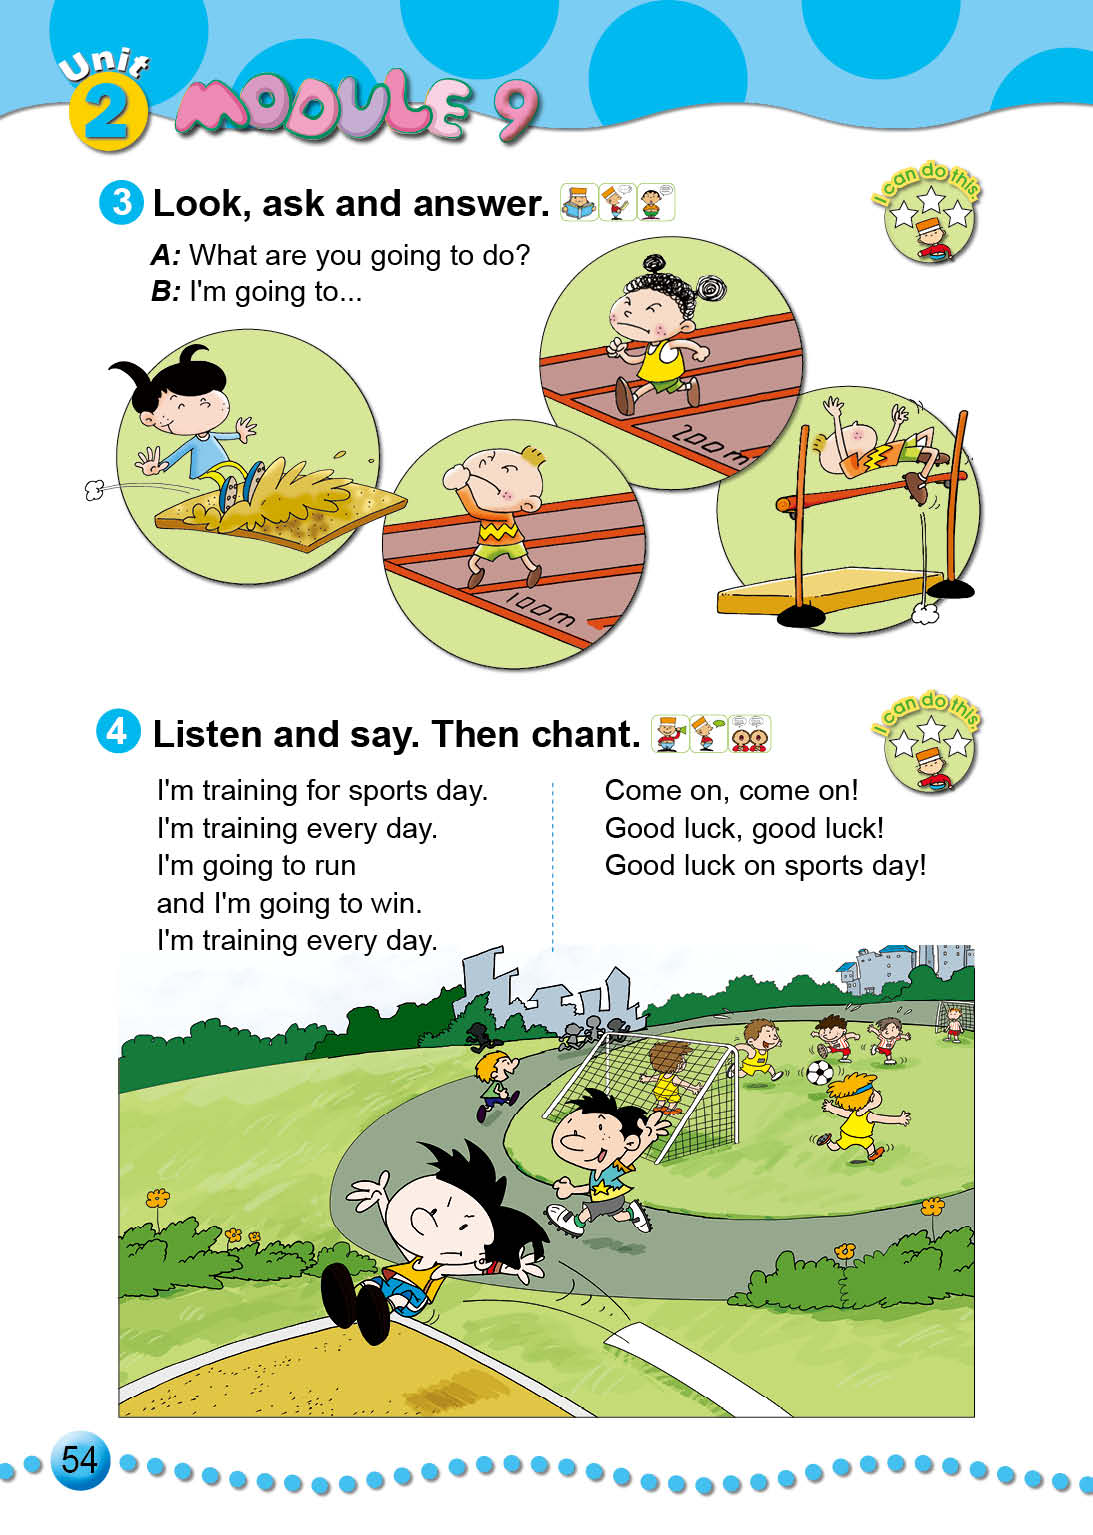 Unit
2
MODULE 9
3 Look, ask and answer.
I can do this.
A: What are you going to do?
B: I'm going to...
200m
100m
4 Listen and say. Then chant.
I can do this.
I'm training for sports day.
I'm training every day.
I'm going to run
and I'm going to win.
I'm training every day.
Come on, come on!
Good luck, good luck!
Good luck on sports day!
54